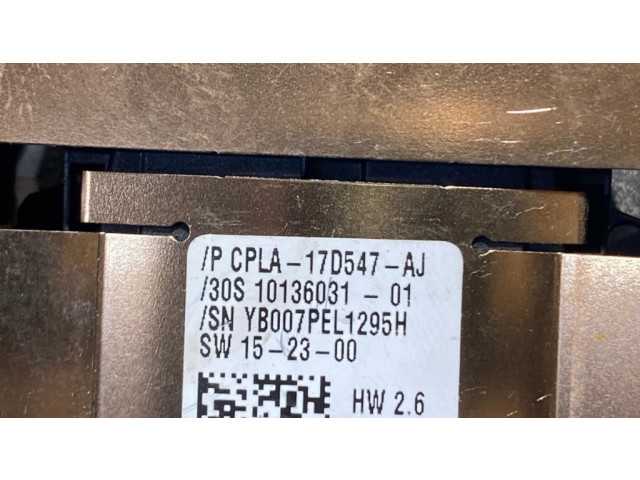 /P CPLA-17D547-AJ
/30S 10136031-01
/SN YB007PEL1295H
SW 15-23-00
HW 2.6